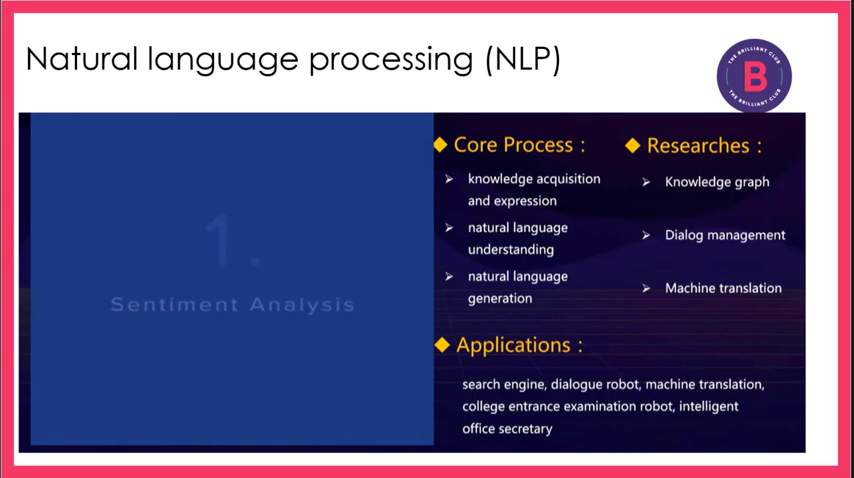 Natural language processing (NLP)
THE BRILLIANT CLUB
B
THE BRILLIANT CLUB
1.
Sentiment Analysis
Core Process :
knowledge acquisition
and expression
natural language
understanding
natural language
generation
Researches :
Knowledge graph
Dialog management
Machine translation
Applications :
search engine, dialogue robot, machine translation,
college entrance examination robot, intelligent
office secretary